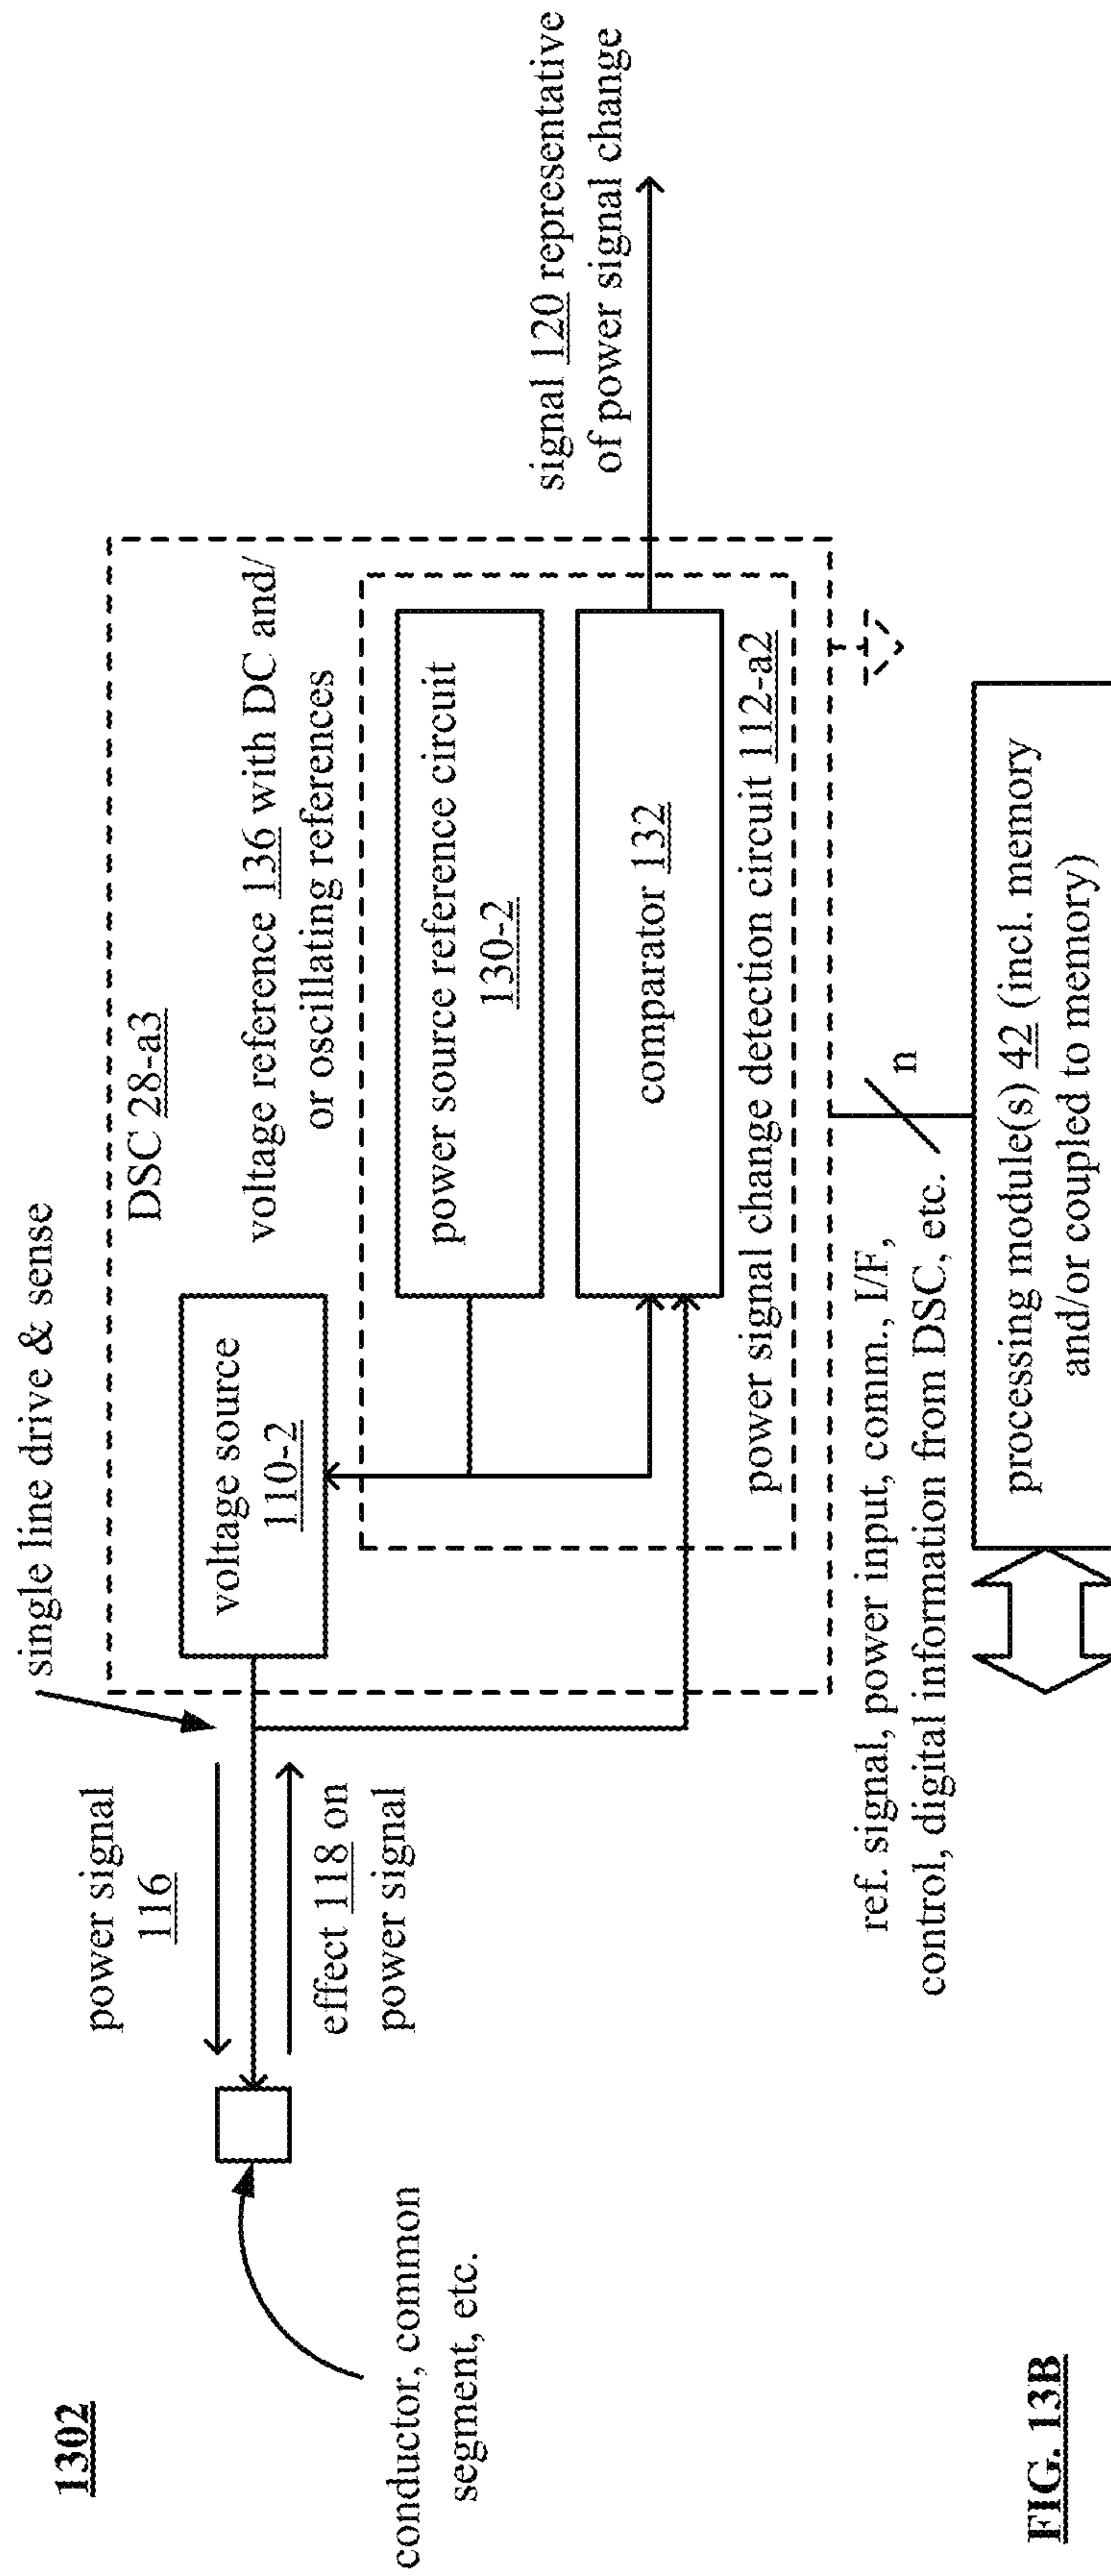 1302
single line drive & sense
power signal
116
effect 118 on
power signal
conductor, common
segment, etc.
DSC 28-a3
voltage source
110-2
voltage reference 136 with DC and/
or oscillating references
power source reference circuit
130-2
comparator 132
power signal change detection circuit 112-a2
signal 120 representative
of power signal change
ref. signal, power input, comm., I/F,
control, digital information from DSC, etc.
n
processing module(s) 42 (incl. memory
and/or coupled to memory)
FIG. 13B